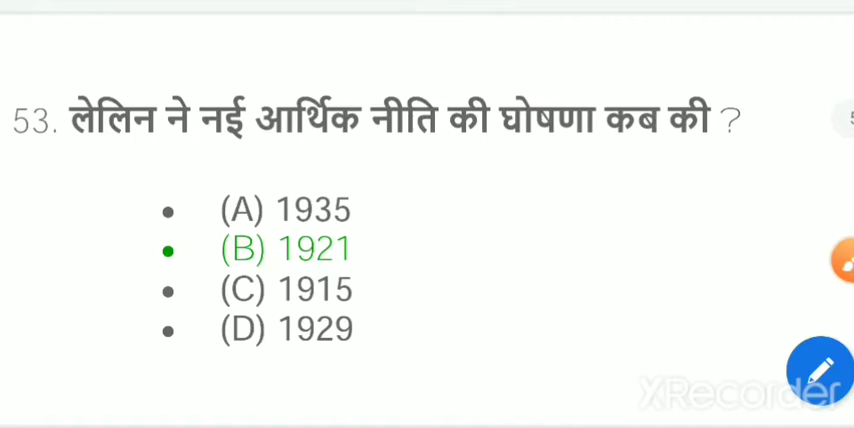 53. लेलिन ने नई आर्थिक नीति की घोषणा कब की ?
(A) 1935
(B) 1921
(C) 1915
(D) 1929
XRecorder